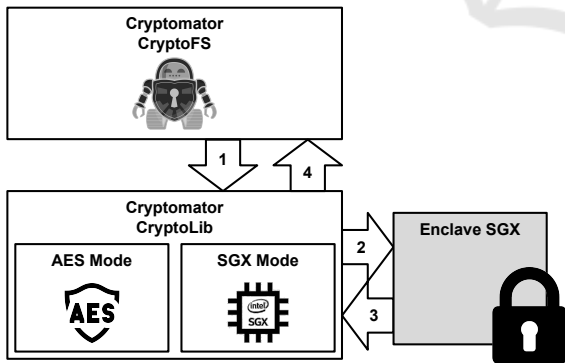 Cryptomator
CryptoFS
1
4
Cryptomator
CryptoLib
AES Mode
SGX Mode
AES
intel
SGX
2
3
Enclave SGX